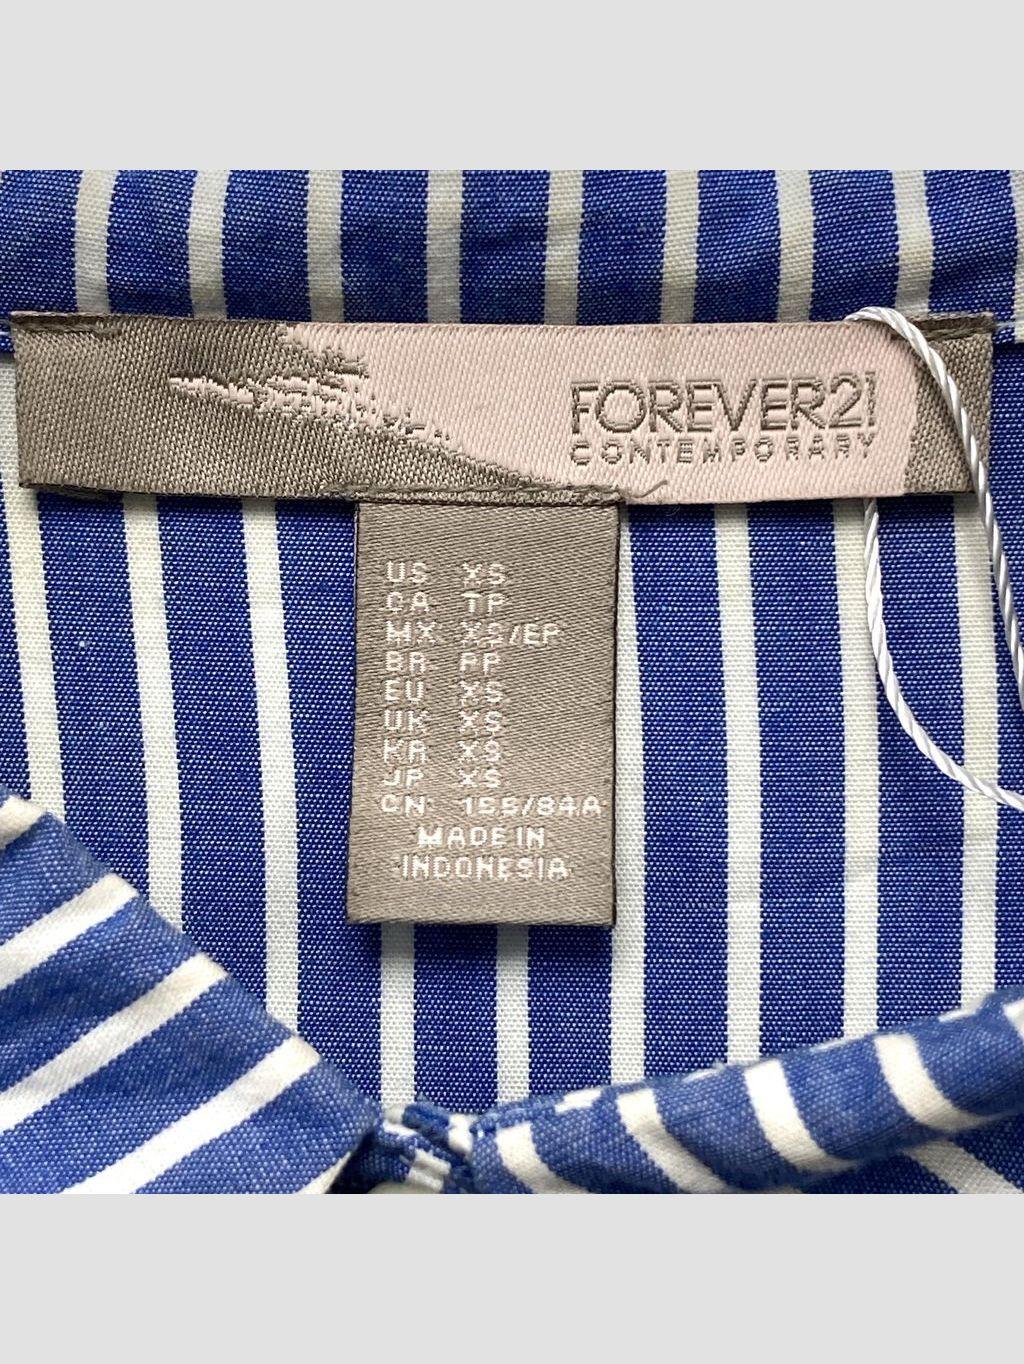 FOREVER21
CONTEMPORARY
US XS
CA TP
MX XS/EP
BR PP
EU XS
UK XS
KR XS
JP XS
CN 155/84A
MADE IN
INDONESIA